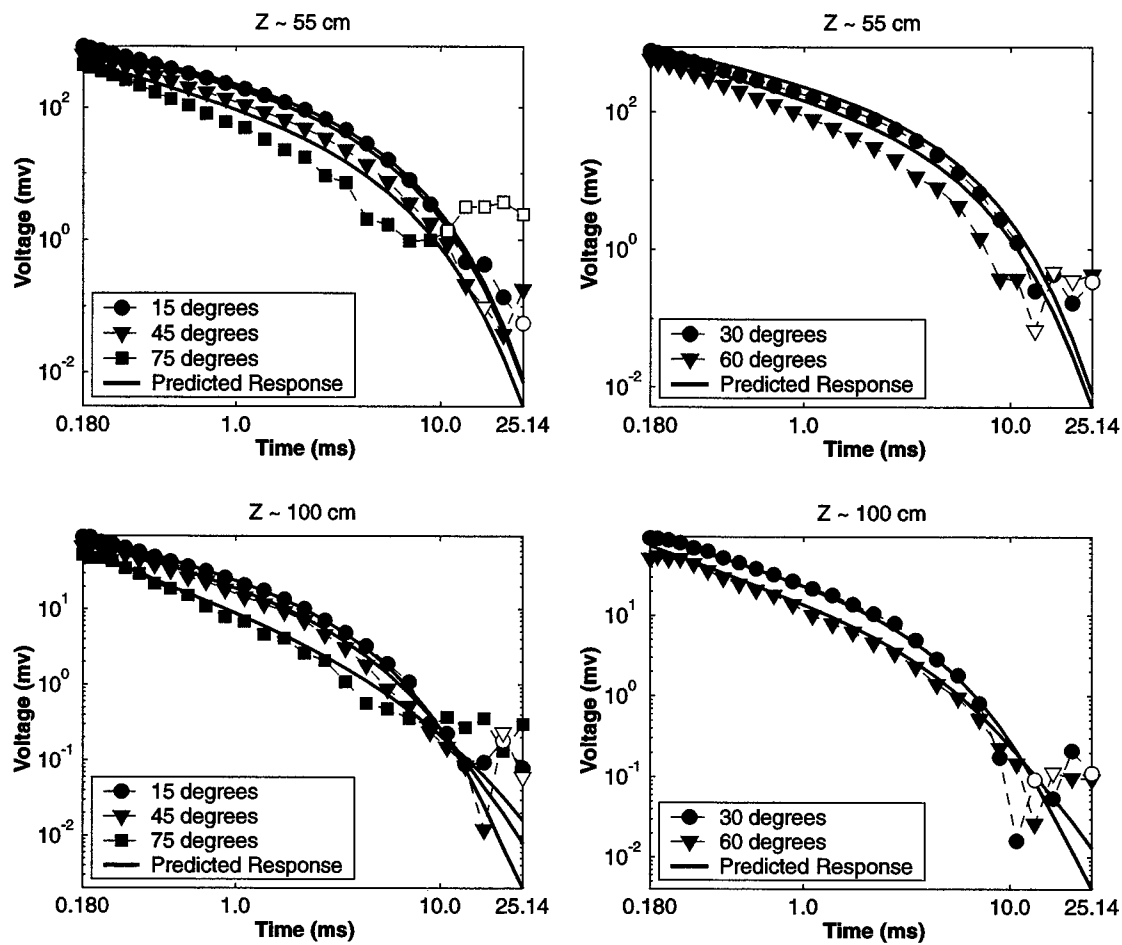 Z ~ 55 cm
Voltage (mv)
10^2
10^0
10^-2
15 degrees
45 degrees
75 degrees
Predicted Response
0.180 1.0 10.0 25.14
Time (ms)
Z ~ 55 cm
Voltage (mv)
10^2
10^0
10^-2
30 degrees
60 degrees
Predicted Response
0.180 1.0 10.0 25.14
Time (ms)
Z ~ 100 cm
Voltage (mv)
10^1
10^0
10^-1
10^-2
15 degrees
45 degrees
75 degrees
Predicted Response
0.180 1.0 10.0 25.14
Time (ms)
Z ~ 100 cm
Voltage (mv)
10^1
10^0
10^-1
10^-2
30 degrees
60 degrees
Predicted Response
0.180 1.0 10.0 25.14
Time (ms)